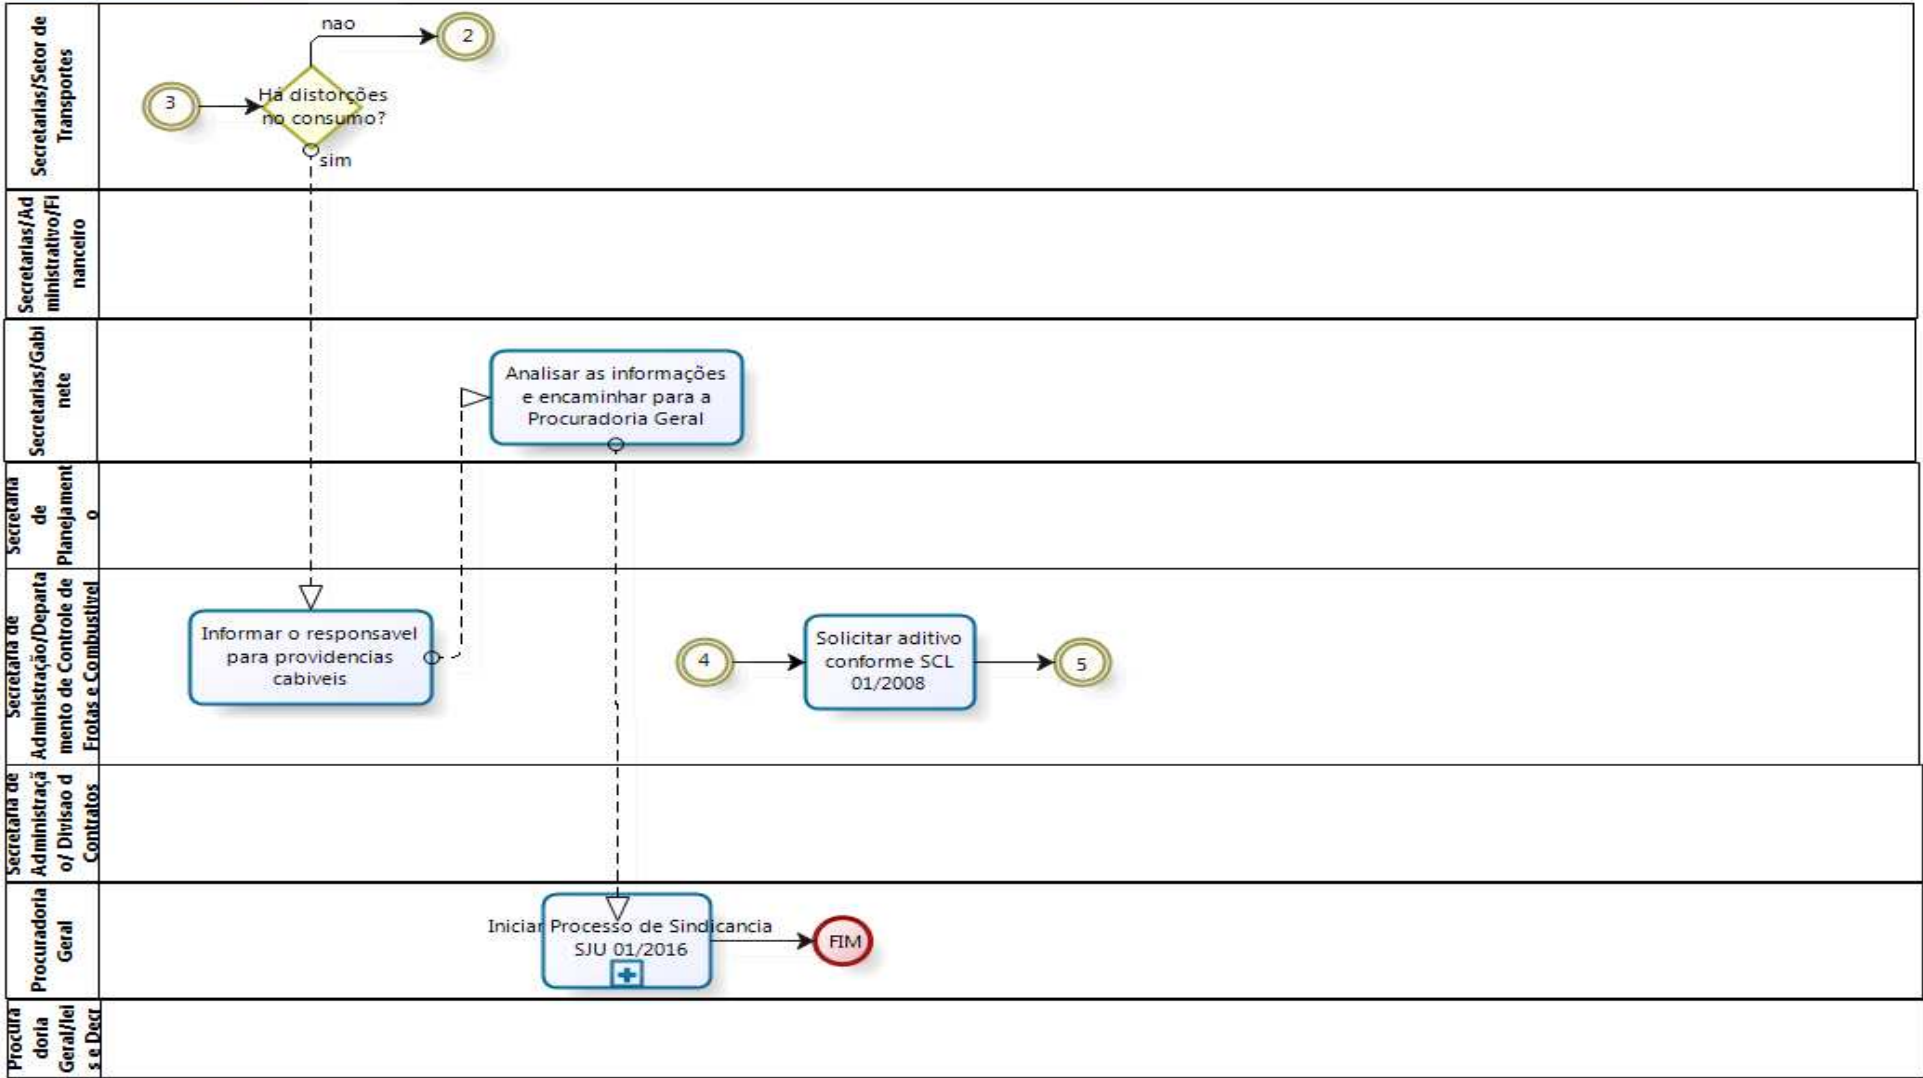 Secretarias/Setor de
Transportes
nao
2
3
Há distorções
no consumo?
sim
Secretarias/Ad
ministrativo/Fi
nanceiro
Secretarias/Gabi
nete
Analisar as informações
e encaminhar para a
Procuradoria Geral
Secretaria
de
Planejament
o
Secretaria de
Administração/Departa
mento de Controle de
Frotas e Combustivel
Informar o responsavel
para providencias
cabiveis
4
Solicitar aditivo
conforme SCL
01/2008
5
Secretaria de
Administraçã
o/ Divisao d
Contratos
Procuradoria
Geral
Iniciar Processo de Sindicancia
SJU 01/2016
FIM
Procura
doria
Geral/lei
s e Decr